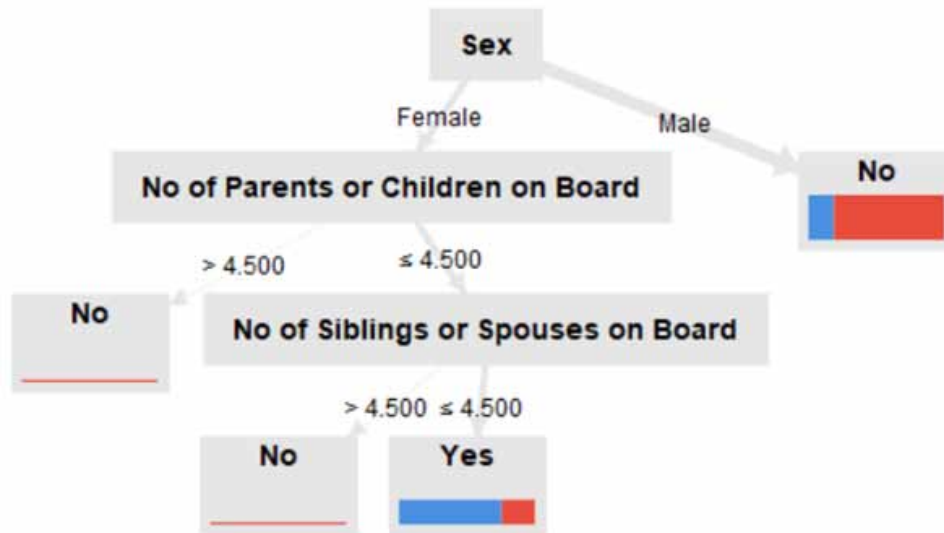 Sex
Female
Male
No of Parents or Children on Board
No
> 4.500
≤ 4.500
No
No of Siblings or Spouses on Board
> 4.500
≤ 4.500
No
Yes